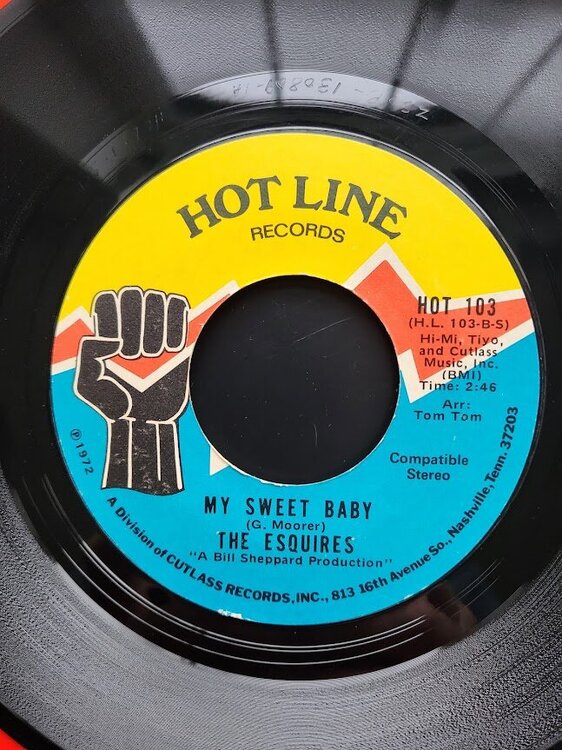 HOT LINE
RECORDS
HOT 103
(H.L. 103-B-S)
Hi-Mi, Tiyo,
and Cutlass
Music, Inc.
(BMI)
Time: 2:46
Arr:
Tom Tom
Compatible
Stereo
℗1972
MY SWEET BABY
(G. Moorer)
THE ESQUIRES
"A Bill Sheppard Production"
A Division of CUTLASS RECORDS, INC., 813 16th Avenue So., Nashville, Tenn. 37203